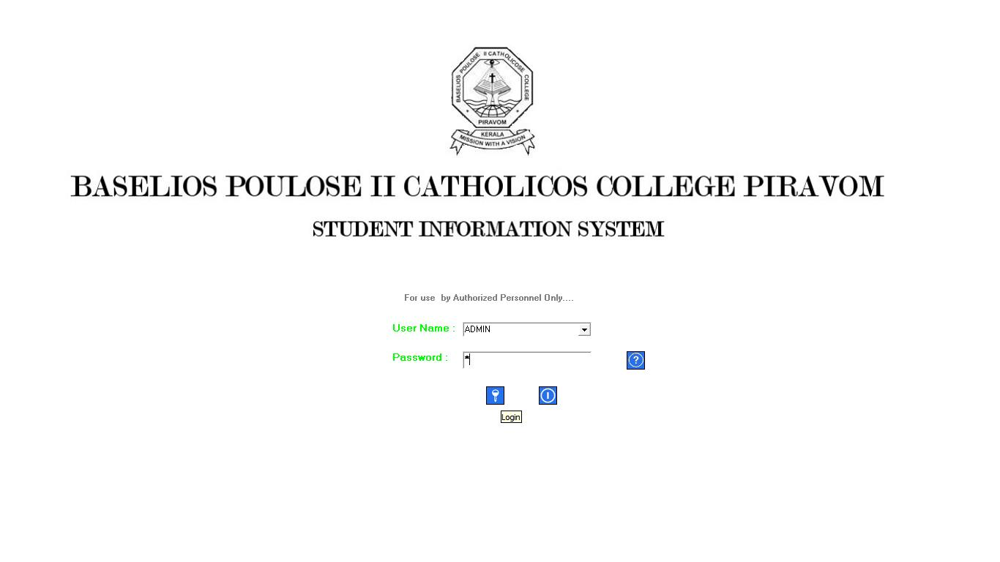 BASELIOS POULOSE II CATHOLICOSE COLLEGE
PIRAVOM
KERALA
MISSION WITH A VISION
BASELIOS POULOSE II CATHOLICOS COLLEGE PIRAVOM
STUDENT INFORMATION SYSTEM
For use by Authorized Personnel Only....
User Name : ADMIN
Password : *
?
Login